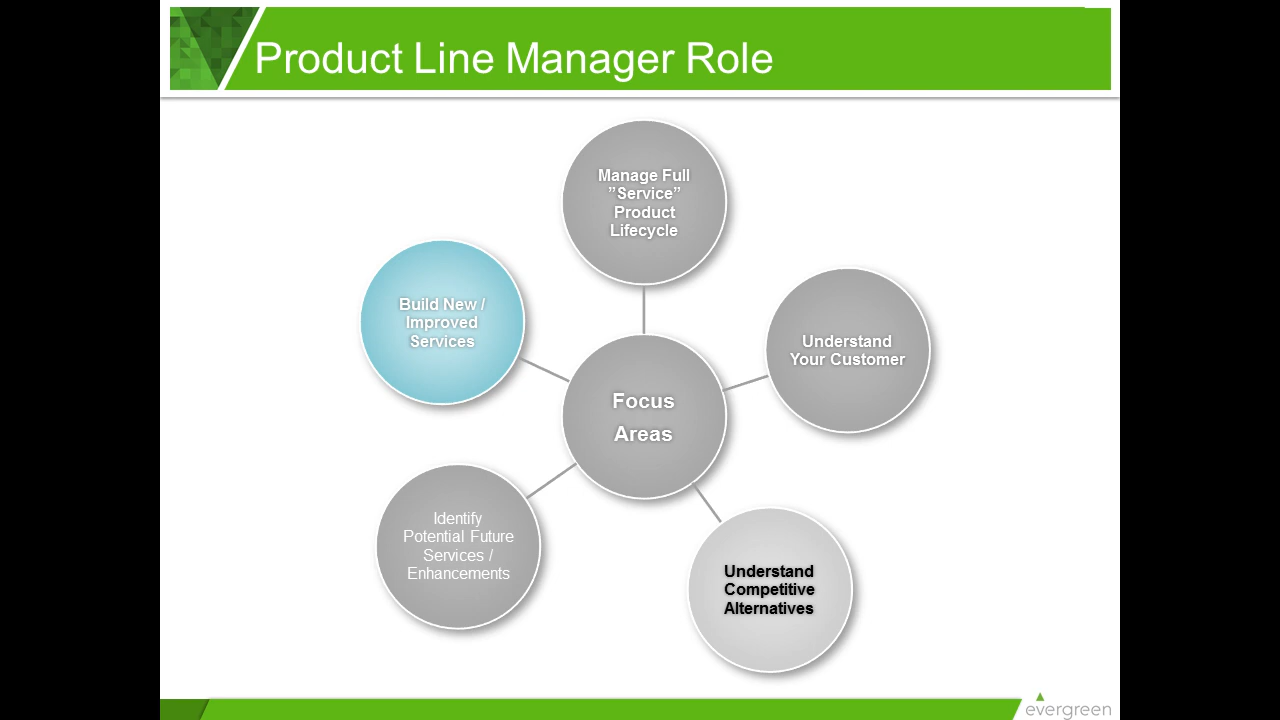 Product Line Manager Role
Manage Full
”Service”
Product
Lifecycle
Build New /
Improved
Services
Understand
Your Customer
Focus
Areas
Identify
Potential Future
Services /
Enhancements
Understand
Competitive
Alternatives
evergreen